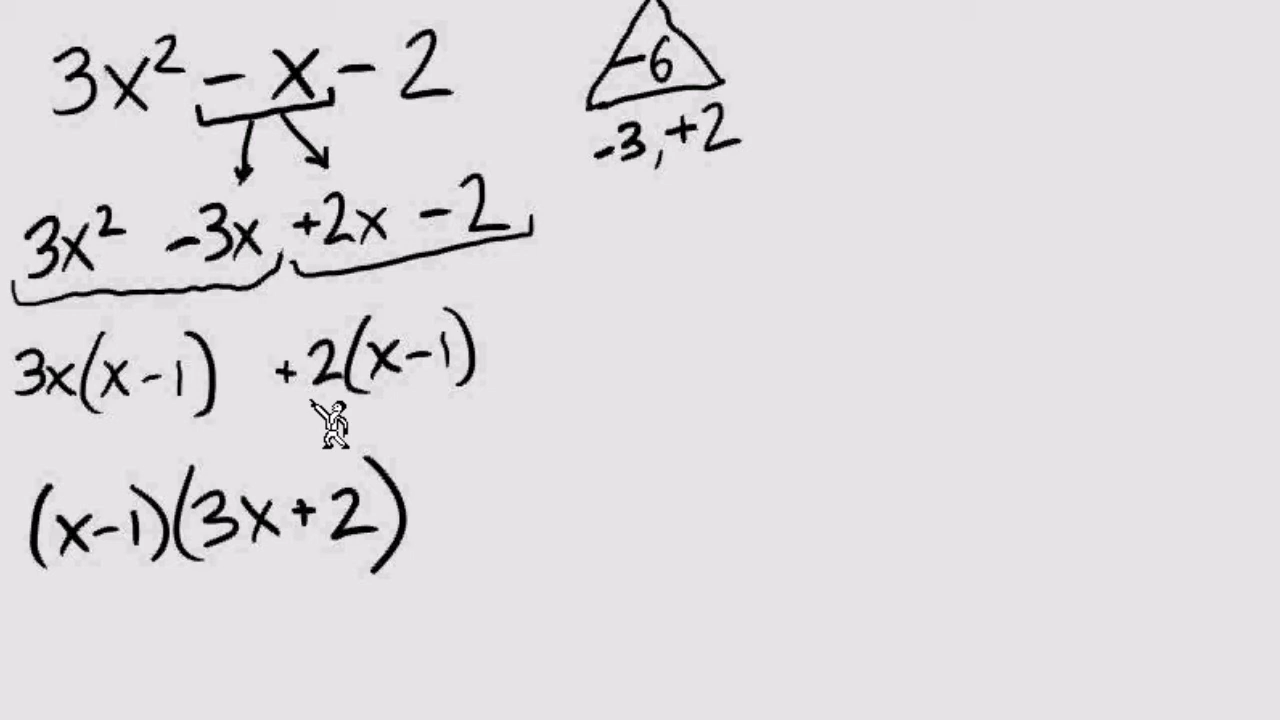 3x² - x - 2
-6
-3, +2
3x² -3x +2x -2
3x(x-1) +2(x-1)
(x-1)(3x+2)